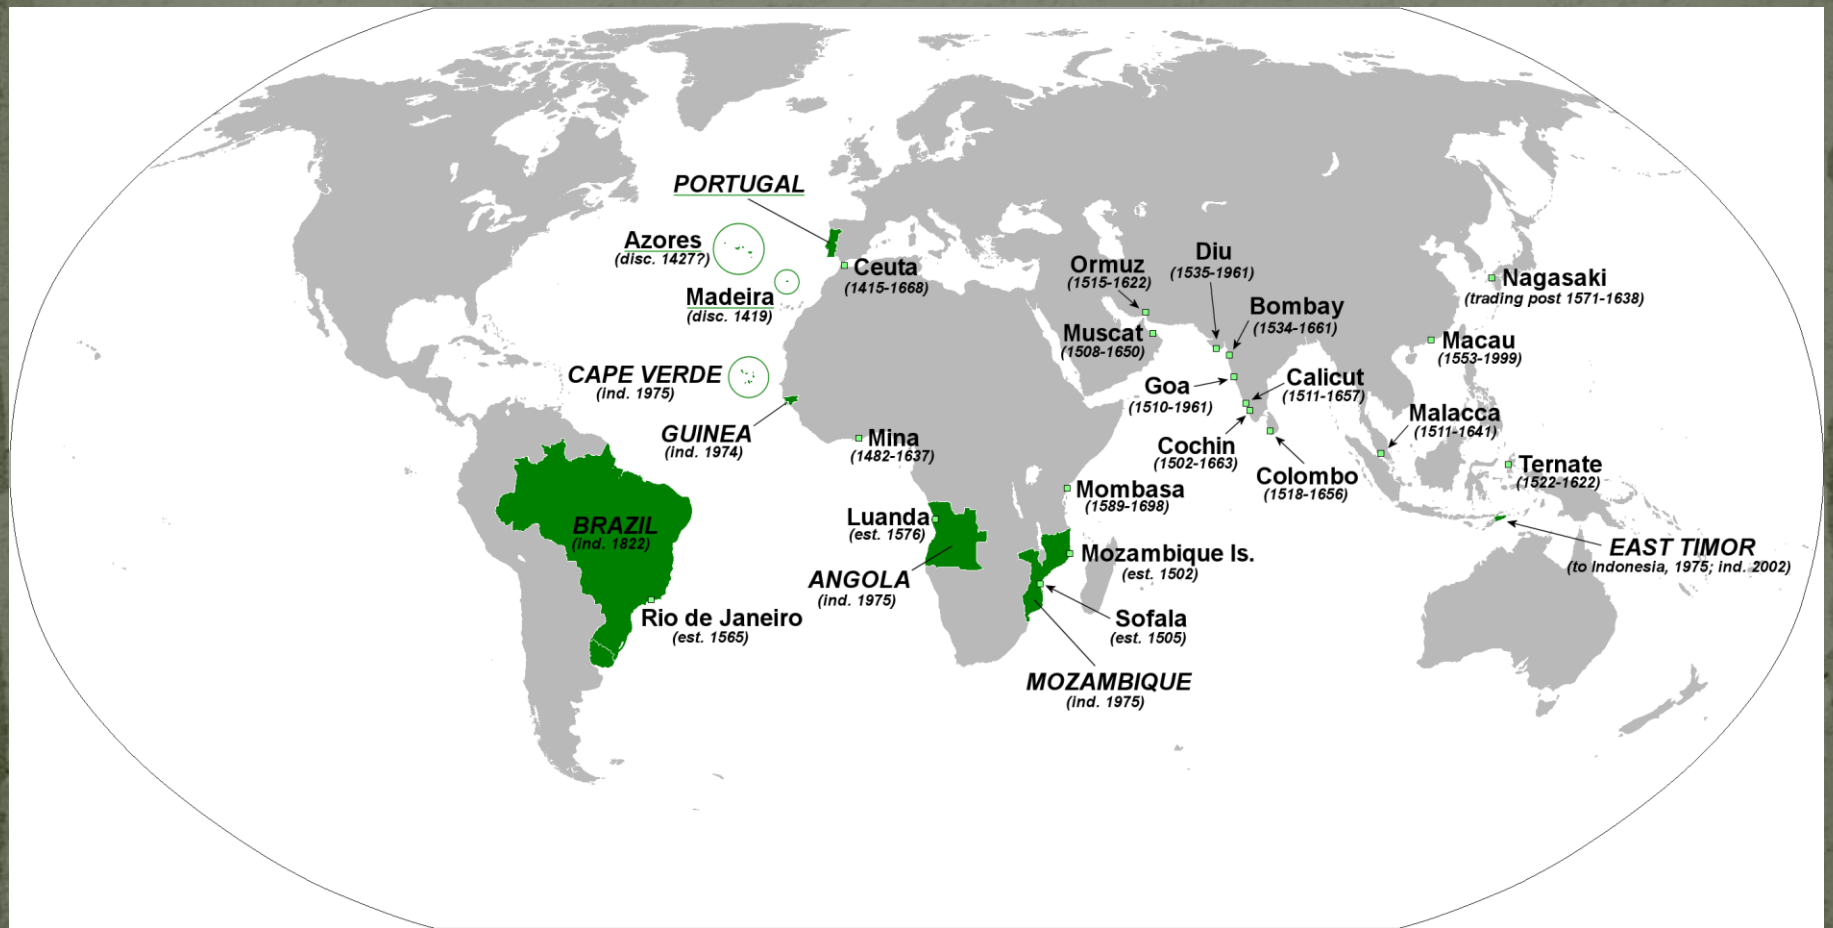 PORTUGAL
Azores
(disc. 1427?)
Madeira
(disc. 1419)
Ceuta
(1415-1668)
CAPE VERDE
(ind. 1975)
GUINEA
(ind. 1974)
Mina
(1482-1637)
BRAZIL
(ind. 1822)
Rio de Janeiro
(est. 1565)
Luanda
(est. 1576)
ANGOLA
(ind. 1975)
Mombasa
(1589-1698)
Mozambique Is.
(est. 1502)
Sofala
(est. 1505)
MOZAMBIQUE
(ind. 1975)
Ormuz
(1515-1622)
Muscat
(1508-1650)
Diu
(1535-1961)
Bombay
(1534-1661)
Goa
(1510-1961)
Calicut
(1511-1657)
Cochin
(1502-1663)
Colombo
(1518-1656)
Nagasaki
(trading post 1571-1638)
Macau
(1553-1999)
Malacca
(1511-1641)
Ternate
(1522-1622)
EAST TIMOR
(to Indonesia, 1975; ind. 2002)